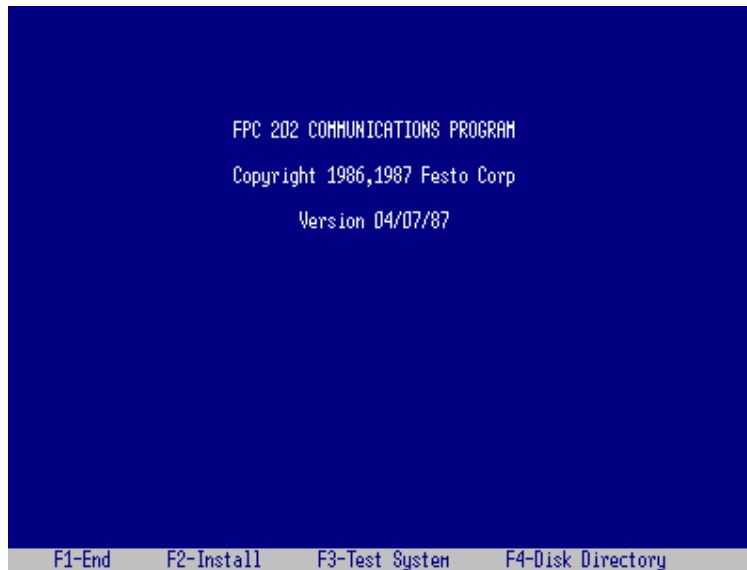 FPC 202 COMMUNICATIONS PROGRAM
Copyright 1986,1987 Festo Corp
Version 04/07/87
F1-End F2-Install F3-Test System F4-Disk Directory